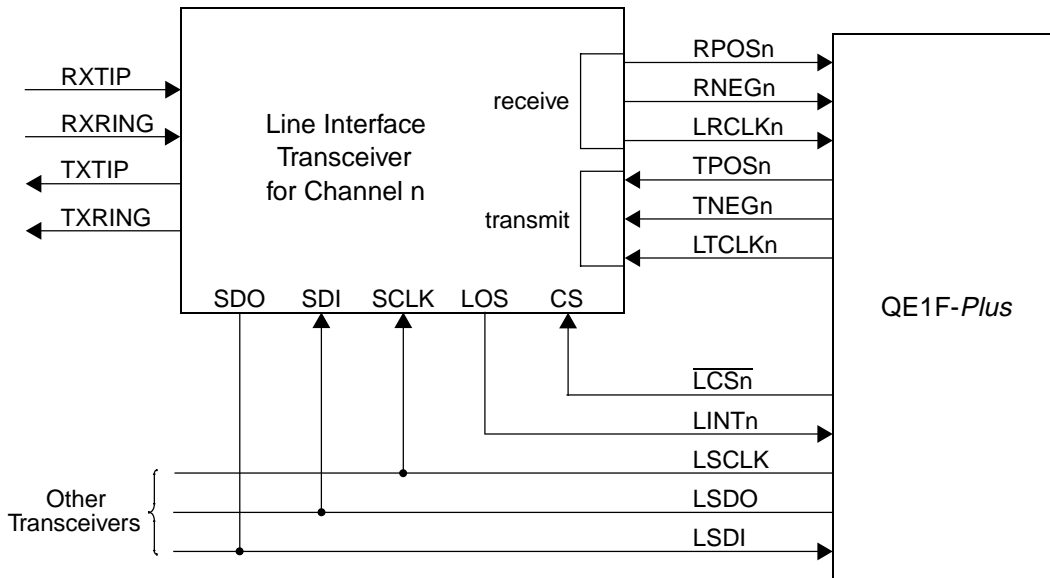 RXTIP
RXRING
TXTIP
TXRING
Line Interface
Transceiver
for Channel n
receive
transmit
SDO SDI SCLK LOS CS
RPOSn
RNEGn
LRCLKn
TPOSn
TNEGn
LTCLKn
QE1F-Plus
LCSn
LINTn
LSCLK
LSDO
LSDI
Other
Transceivers